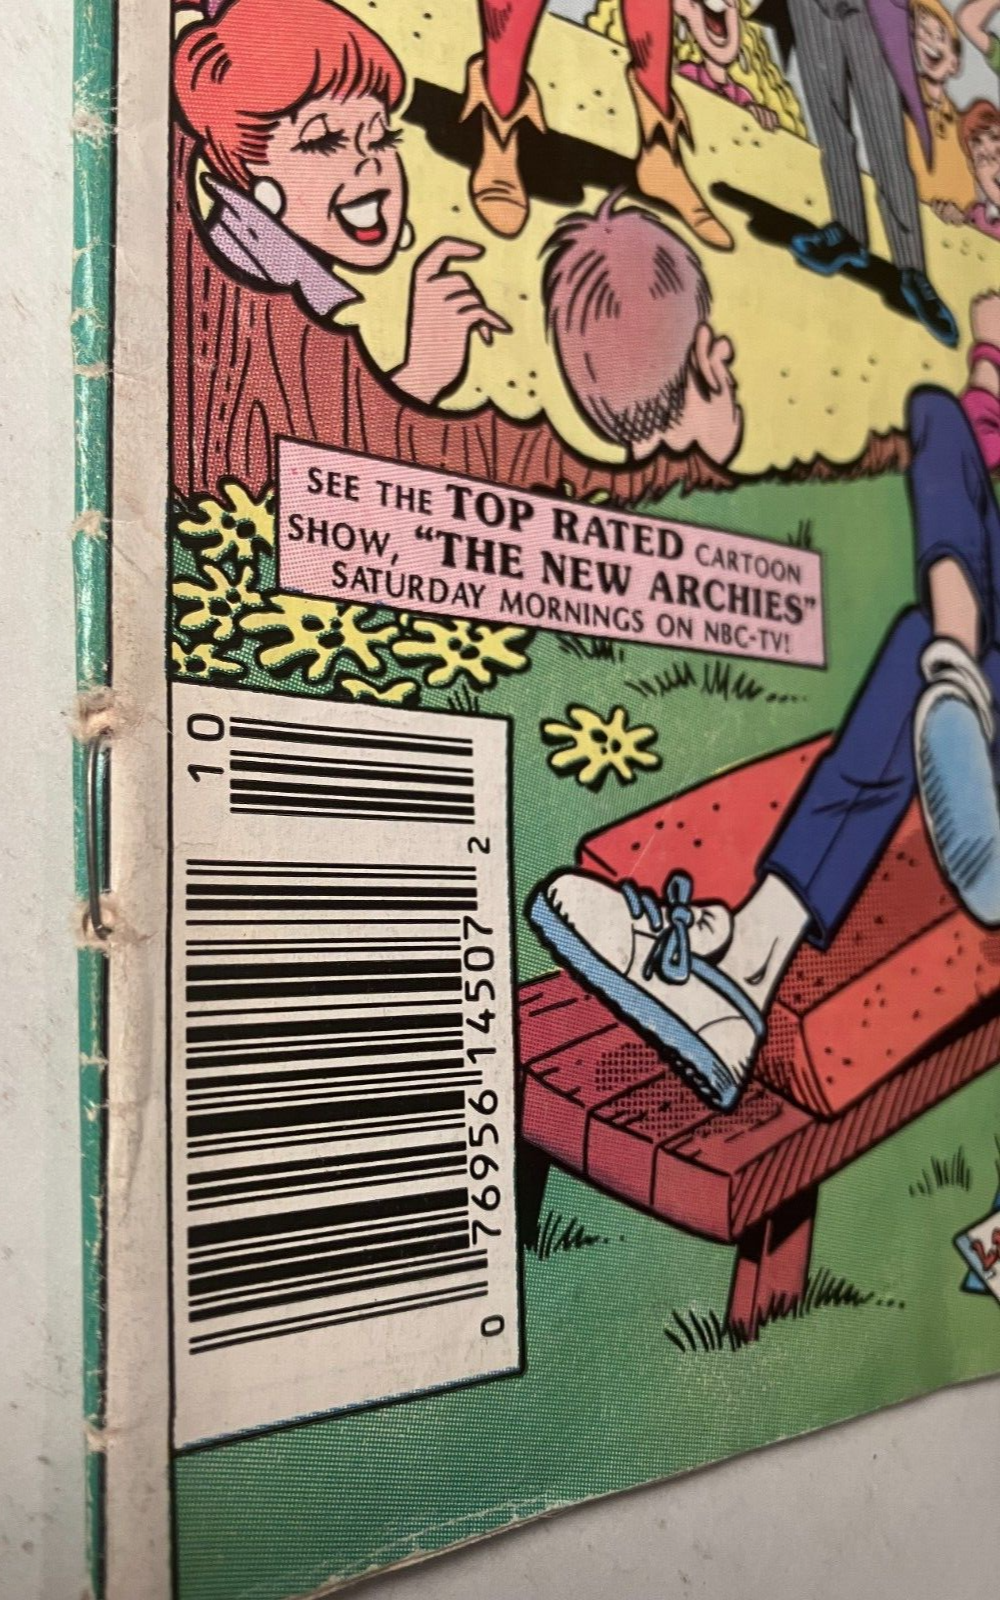 SEE THE TOP RATED CARTOON
SHOW, "THE NEW ARCHIES"
SATURDAY MORNINGS ON NBC-TV!
10
0 76956 14507 2